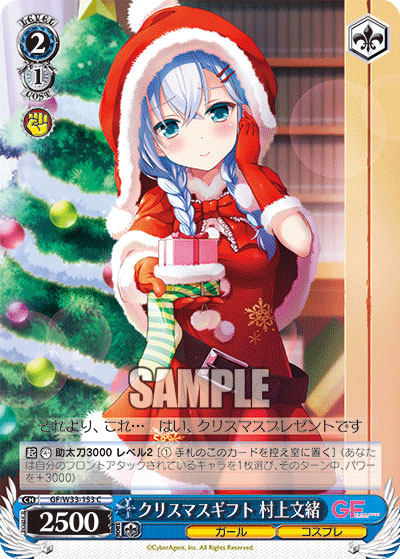 LEVEL
2
1
COST
SAMPLE
それより、これ… はい、クリスマスプレゼントです
助太刀3000 レベル2 [① 手札のこのカードを控え室に置く] (あなた
は自分のフロントアタックされているキャラを1枚選び、そのターン中、パワー
を+3000)
CH GF/W33-153 C
2500
クリスマスギフト 村上文緒
GF
ガール
コスプレ
©CyberAgent, Inc. All Rights Reserved.